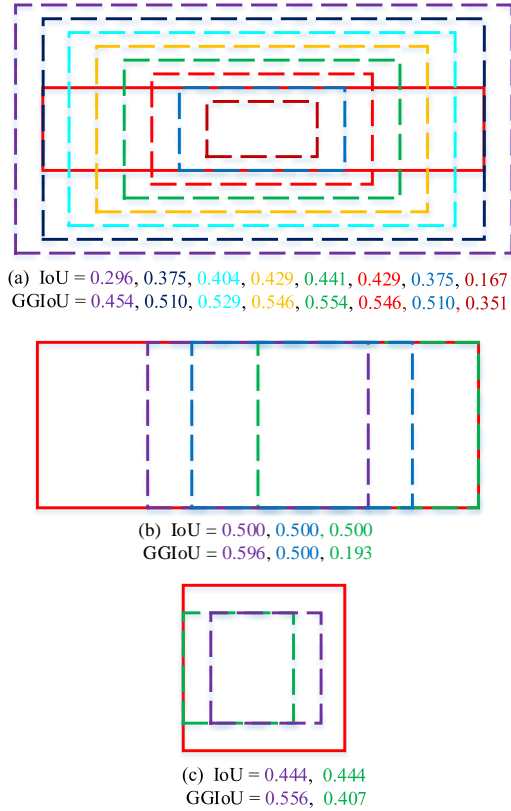 (a) IoU = 0.296, 0.375, 0.404, 0.429, 0.441, 0.429, 0.375, 0.167
GGIoU = 0.454, 0.510, 0.529, 0.546, 0.554, 0.546, 0.510, 0.351
(b) IoU = 0.500, 0.500, 0.500
GGIoU = 0.596, 0.500, 0.193
(c) IoU = 0.444, 0.444
GGIoU = 0.556, 0.407